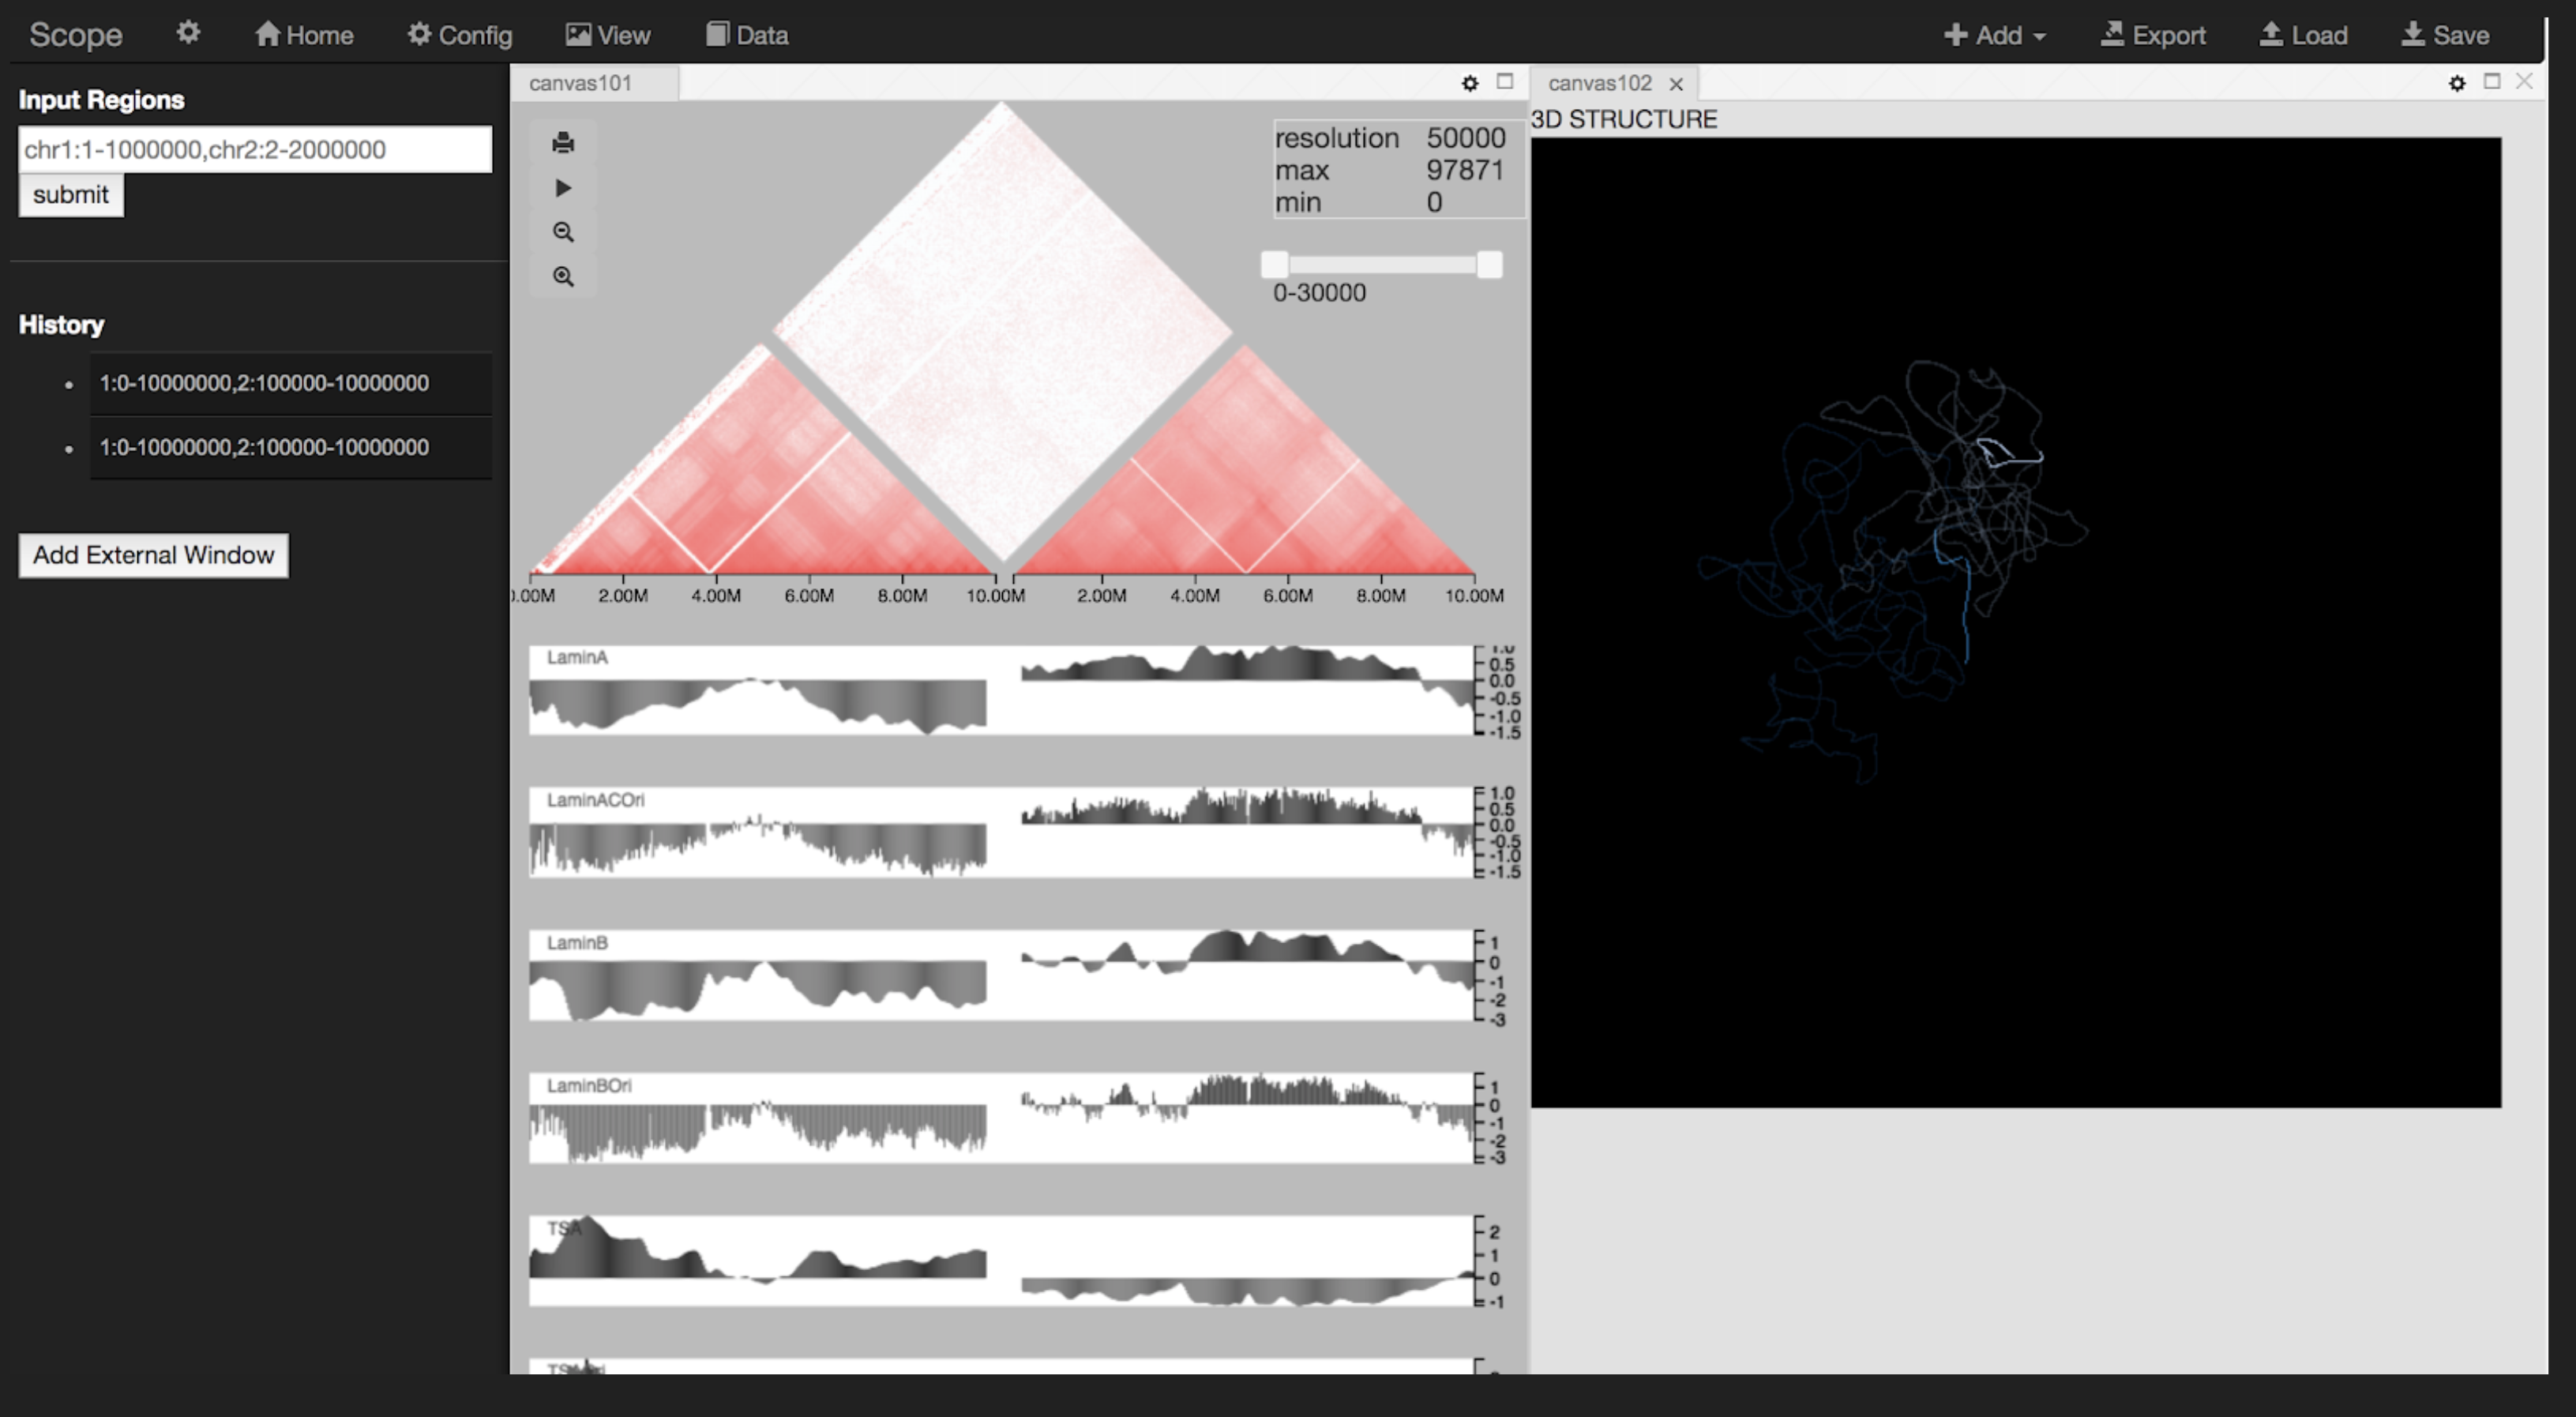 Scope Home Config View Data Add Export Load Save
Input Regions
chr1:1-1000000,chr2:2-2000000
submit
History
1:0-10000000,2:100000-10000000
1:0-10000000,2:100000-10000000
Add External Window
canvas101
resolution 50000
max 97871
min 0
0-30000
0.00M 2.00M 4.00M 6.00M 8.00M 10.00M 2.00M 4.00M 6.00M 8.00M 10.00M
LaminA
1.0
0.5
0.0
-0.5
-1.0
-1.5
LaminACOri
1.0
0.5
0.0
-0.5
-1.0
-1.5
LaminB
1
0
-1
-2
-3
LaminBOri
1
0
-1
-2
-3
TSA
2
1
0
-1
canvas102
3D STRUCTURE